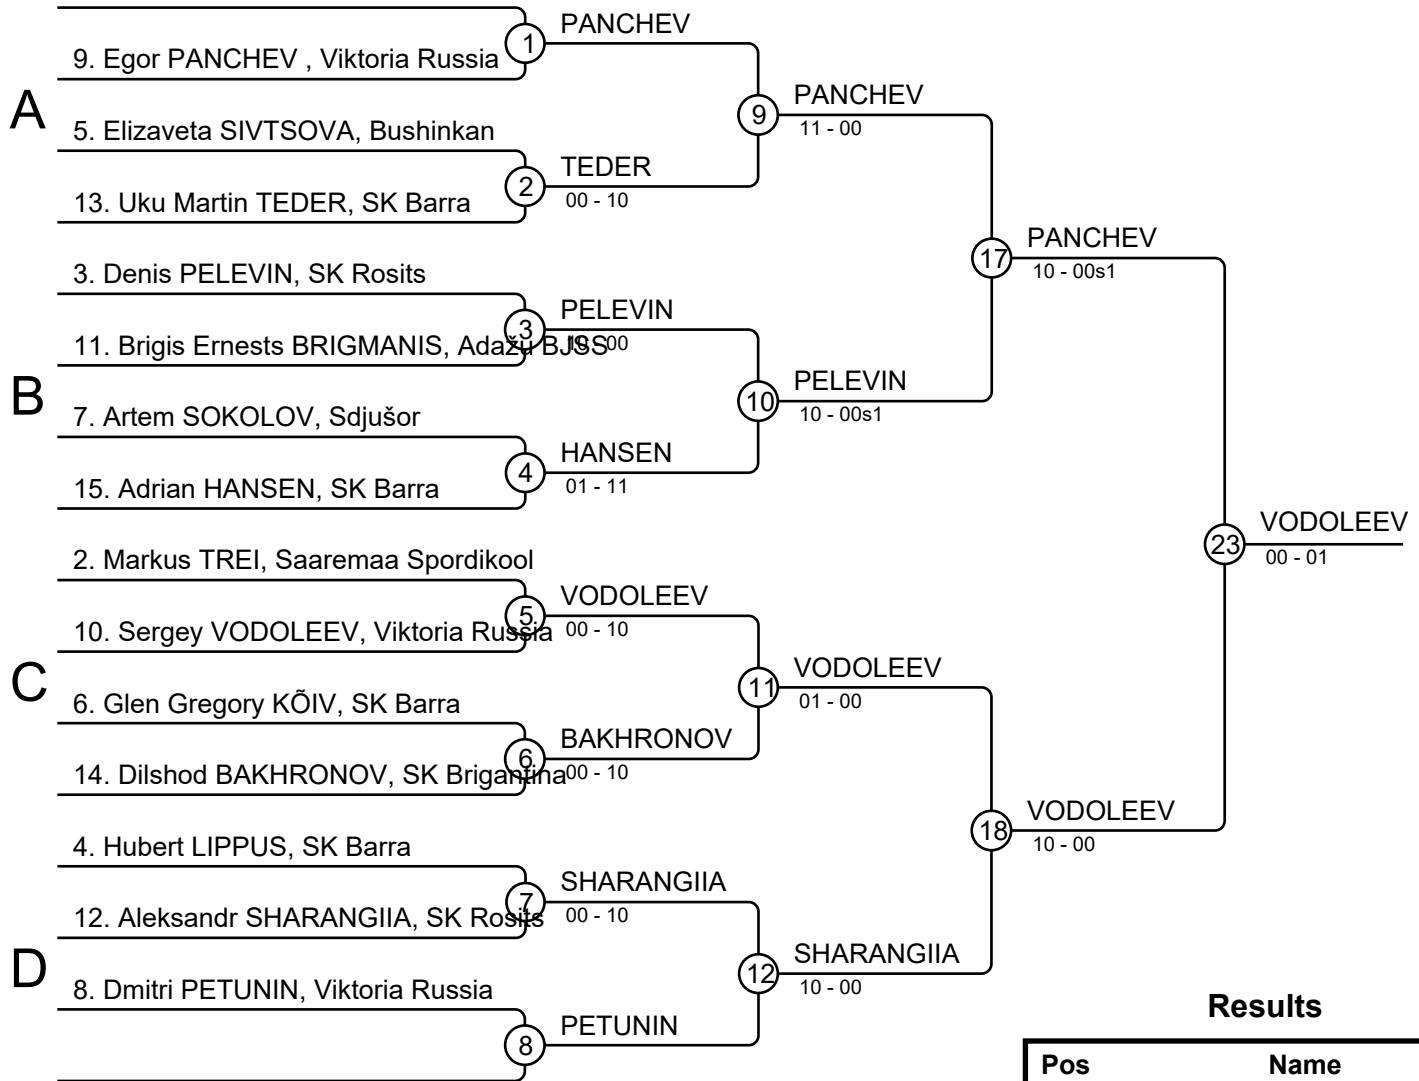 PANCHEV
1
9. Egor PANCHEV , Viktoria Russia
A
PANCHEV
9
11 - 00
5. Elizaveta SIVTSOVA, Bushinkan
TEDER
2
00 - 10
13. Uku Martin TEDER, SK Barra
PANCHEV
17
10 - 00s1
3. Denis PELEVIN, SK Rosits
PELEVIN
3
10 - 00
11. Brigis Ernests BRIGMANIS, Adažu BJSS
B
PELEVIN
10
10 - 00s1
7. Artem SOKOLOV, Sdjušor
HANSEN
4
01 - 11
15. Adrian HANSEN, SK Barra
VODOLEEV
23
00 - 01
2. Markus TREI, Saaremaa Spordikool
VODOLEEV
5
00 - 10
10. Sergey VODOLEEV, Viktoria Russia
C
VODOLEEV
11
01 - 00
6. Glen Gregory KÕIV, SK Barra
BAKHRONOV
6
00 - 10
14. Dilshod BAKHRONOV, SK Brigantina
VODOLEEV
18
10 - 00
4. Hubert LIPPUS, SK Barra
SHARANGIIA
7
00 - 10
12. Aleksandr SHARANGIIA, SK Rosits
D
SHARANGIIA
12
10 - 00
8. Dmitri PETUNIN, Viktoria Russia
PETUNIN
8
Results
Pos Name